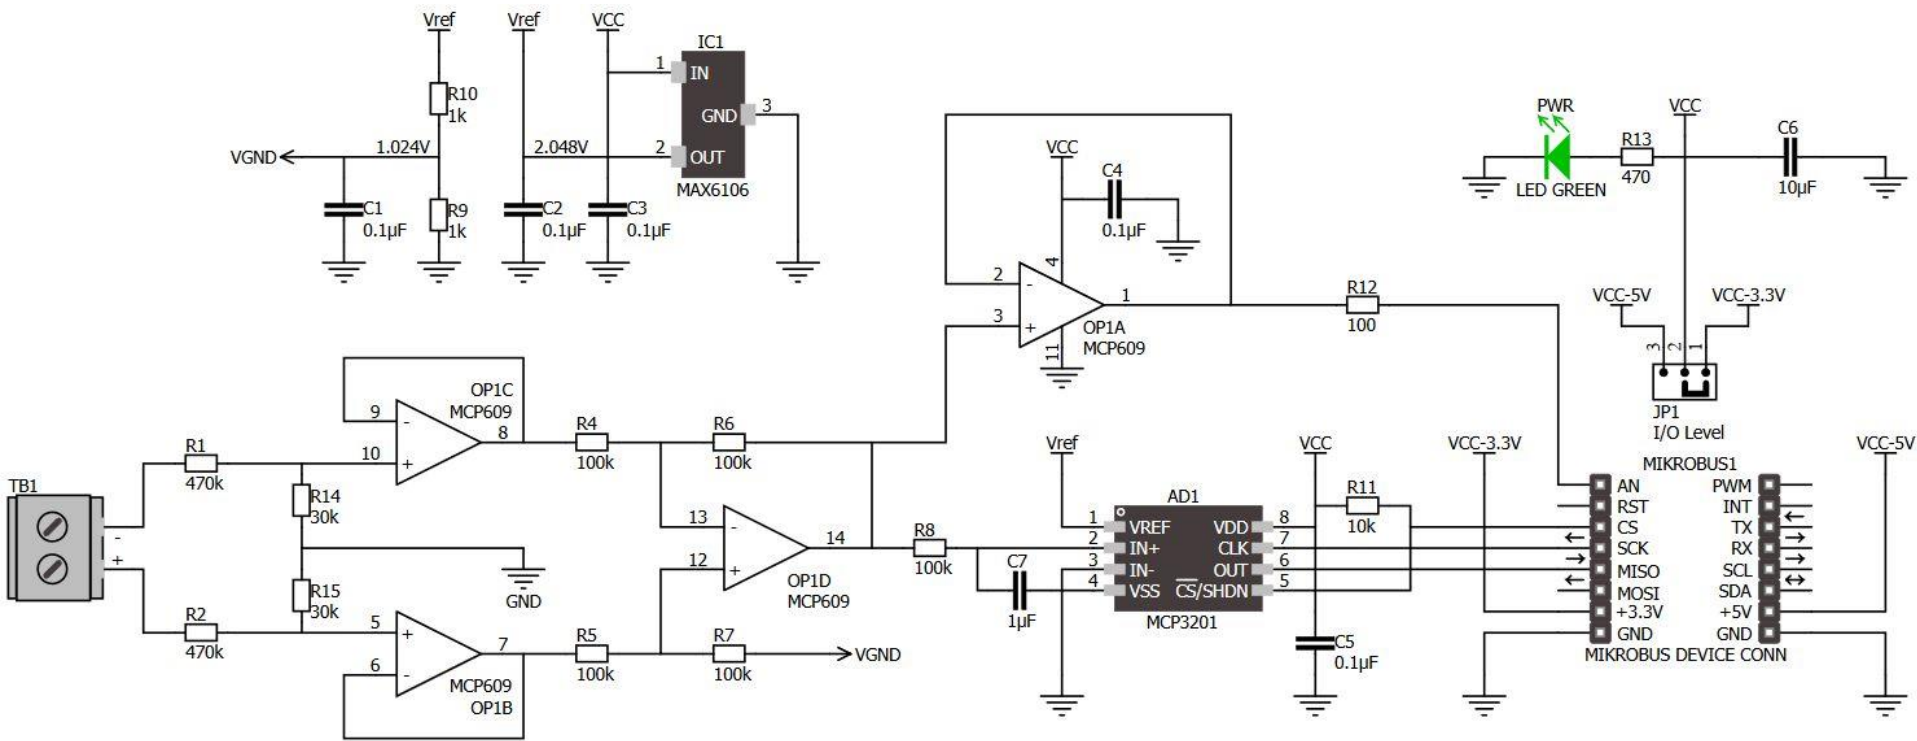 Vref
Vref
VCC
IC1
1
IN
R10
1k
GND
3
VGND
1.024V
2.048V
2
OUT
MAX6106
C1
0.1µF
R9
1k
C2
0.1µF
C3
0.1µF
VCC
C4
0.1µF
4
2
-
3
+
1
11
OP1A
MCP609
R12
100
PWR
LED GREEN
R13
470
VCC
C6
10µF
VCC-5V
VCC-3.3V
3
2
1
JP1
I/O Level
OP1C
MCP609
9
-
8
10
+
R4
100k
R6
100k
TB1
-
+
R1
470k
R14
30k
GND
R15
30k
R2
470k
5
+
6
-
7
MCP609
OP1B
R5
100k
R7
100k
VGND
13
-
12
+
14
OP1D
MCP609
R8
100k
C7
1µF
Vref
AD1
1
VREF
2
IN+
3
IN-
4
VSS
VDD
8
CLK
7
OUT
6
CS/SHDN
5
MCP3201
VCC
R11
10k
C5
0.1µF
VCC-3.3V
VCC-5V
MIKROBUS1
AN
PWM
RST
INT
CS
TX
SCK
RX
MISO
SCL
MOSI
SDA
+3.3V
+5V
GND
GND
MIKROBUS DEVICE CONN